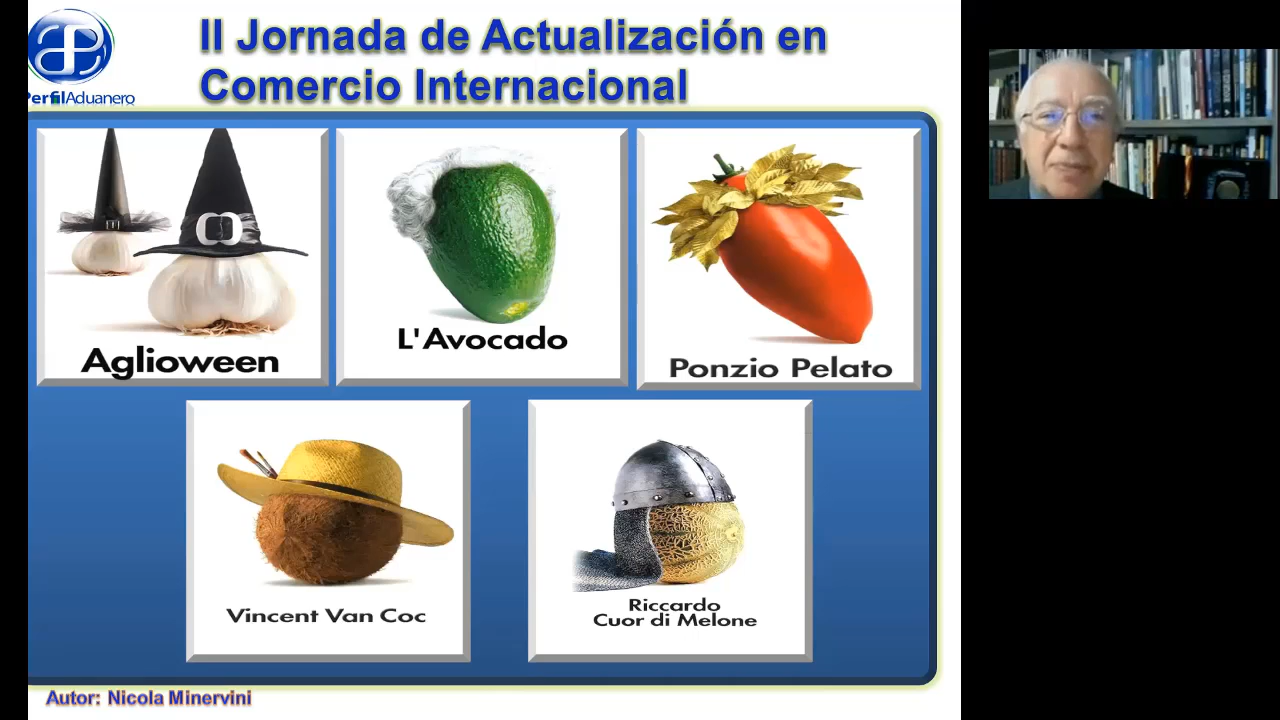 II Jornada de Actualización en
Comercio Internacional
PerfilAduanero
Aglioween
L'Avocado
Ponzio Pelato
Vincent Van Coc
Riccardo
Cuor di Melone
Autor: Nicola Minervini